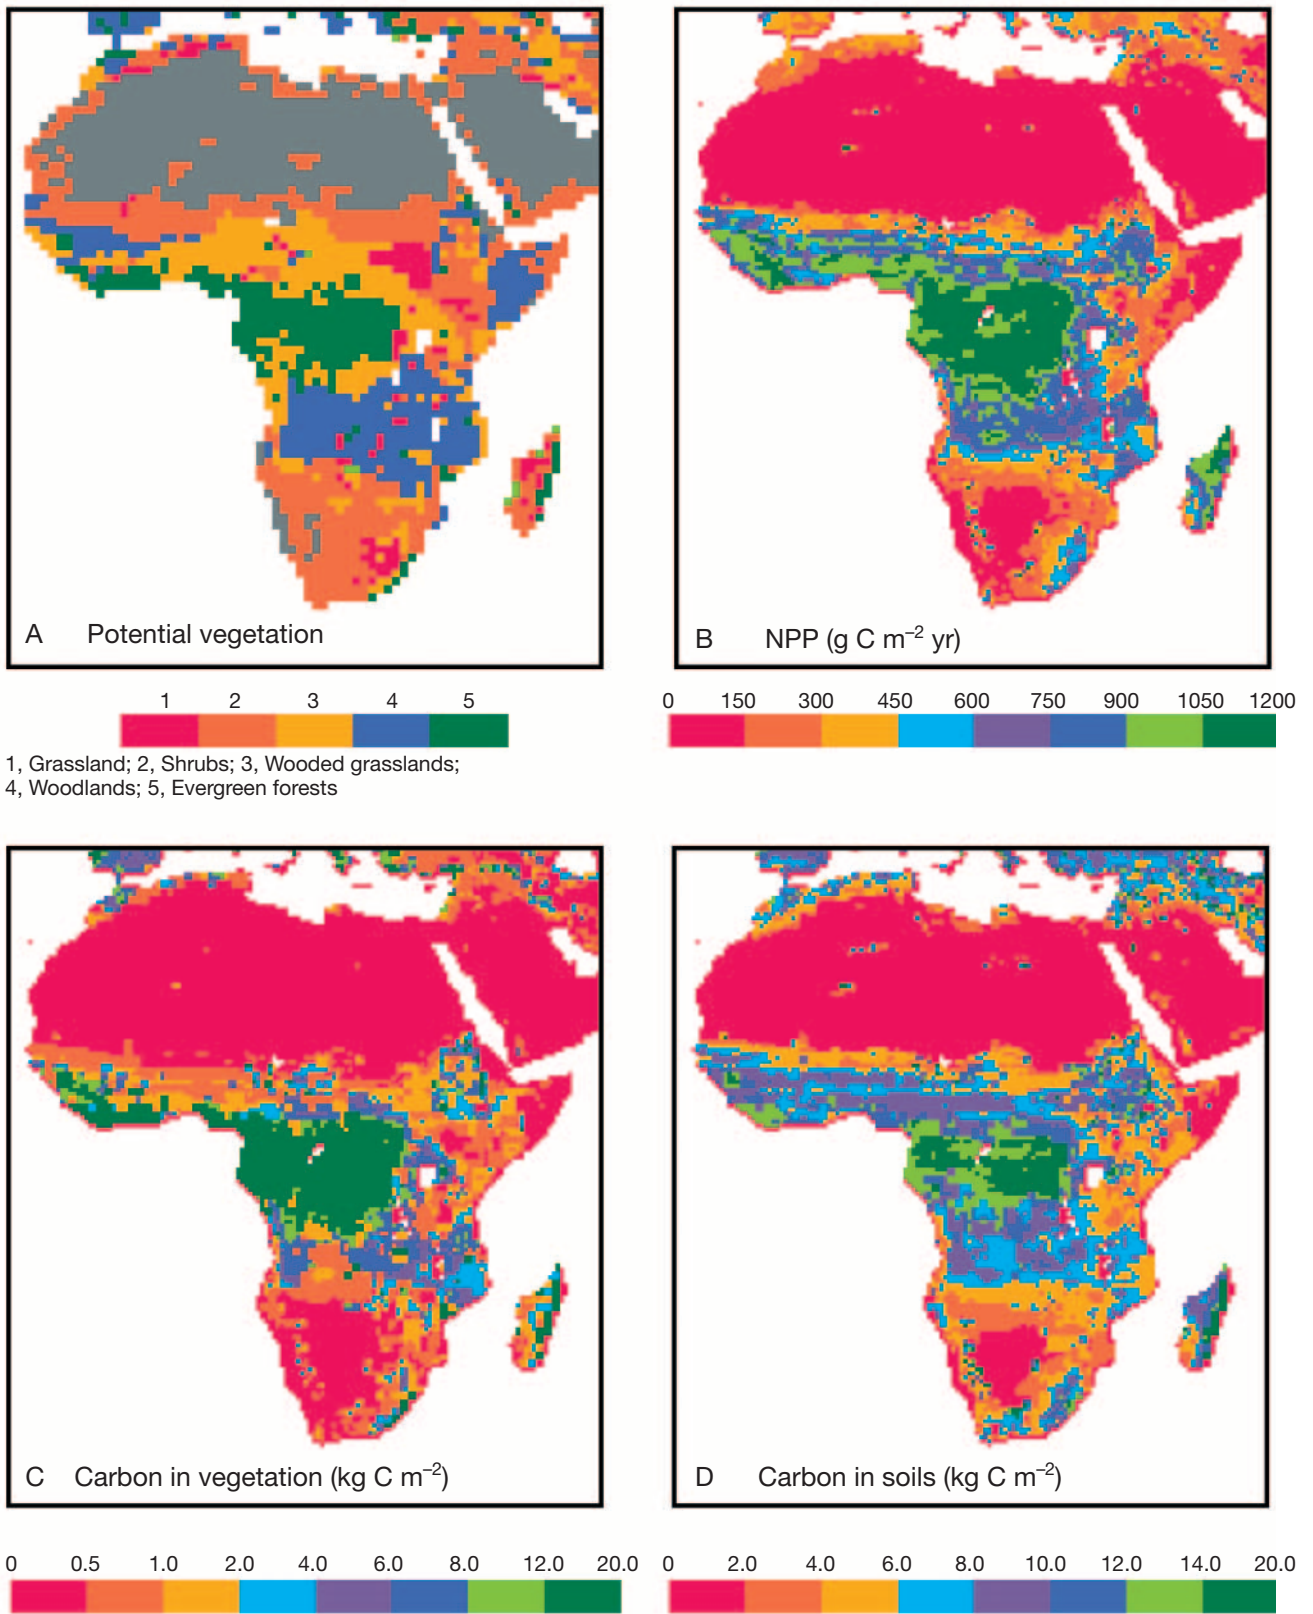 A Potential vegetation
B NPP (g C m⁻² yr)
1 2 3 4 5
0 150 300 450 600 750 900 1050 1200
1, Grassland; 2, Shrubs; 3, Wooded grasslands;
4, Woodlands; 5, Evergreen forests
C Carbon in vegetation (kg C m⁻²)
D Carbon in soils (kg C m⁻²)
0 0.5 1.0 2.0 4.0 6.0 8.0 12.0 20.0
0 2.0 4.0 6.0 8.0 10.0 12.0 14.0 20.0